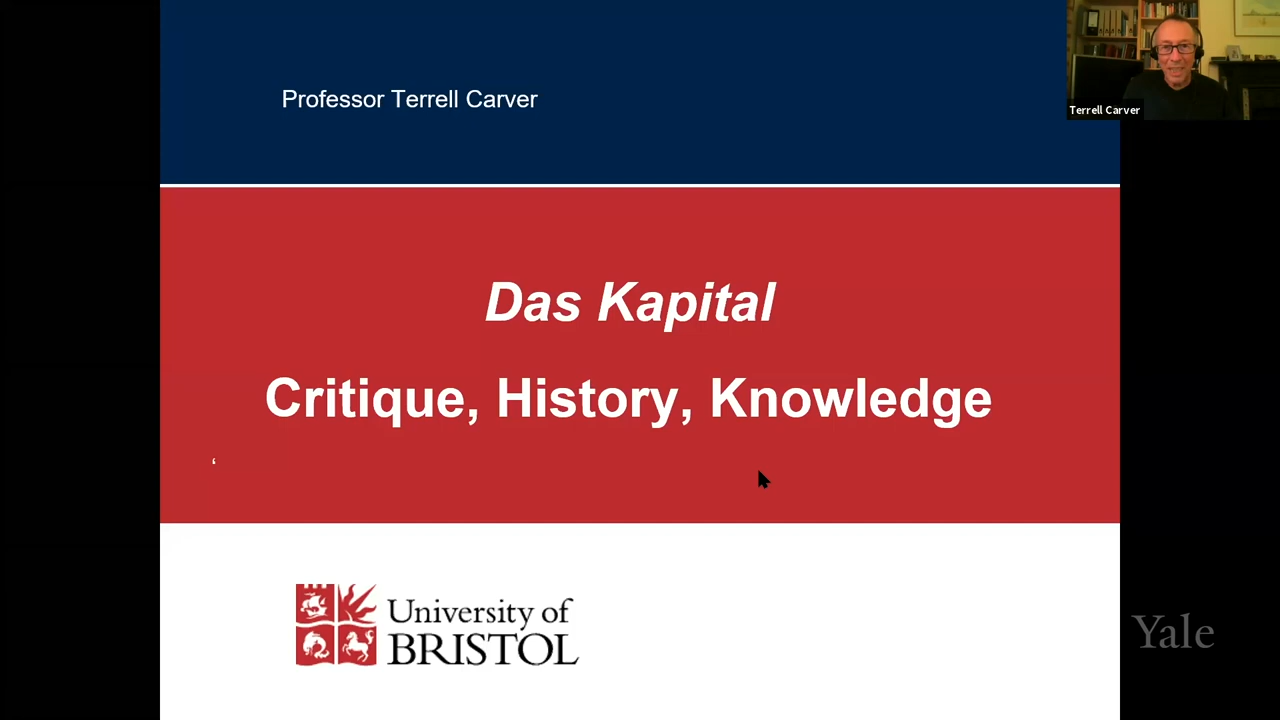 Professor Terrell Carver
Terrell Carver
Das Kapital
Critique, History, Knowledge
‘
University of
BRISTOL
Yale